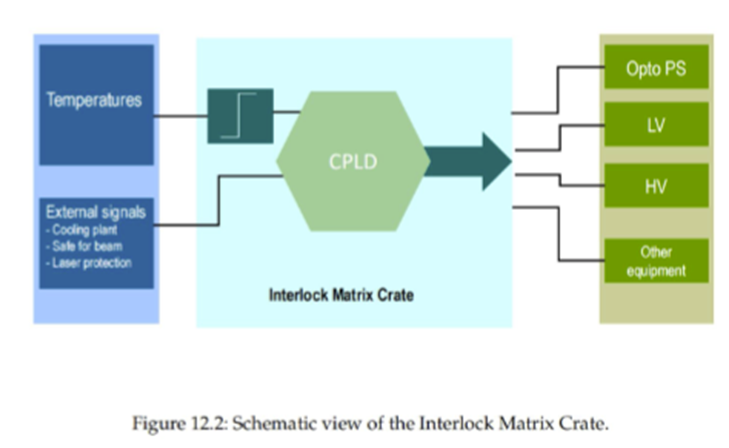 Temperatures
External signals
- Cooling plant
- Safe for beam
- Laser protection
CPLD
Interlock Matrix Crate
Opto PS
LV
HV
Other
equipment
Figure 12.2: Schematic view of the Interlock Matrix Crate.